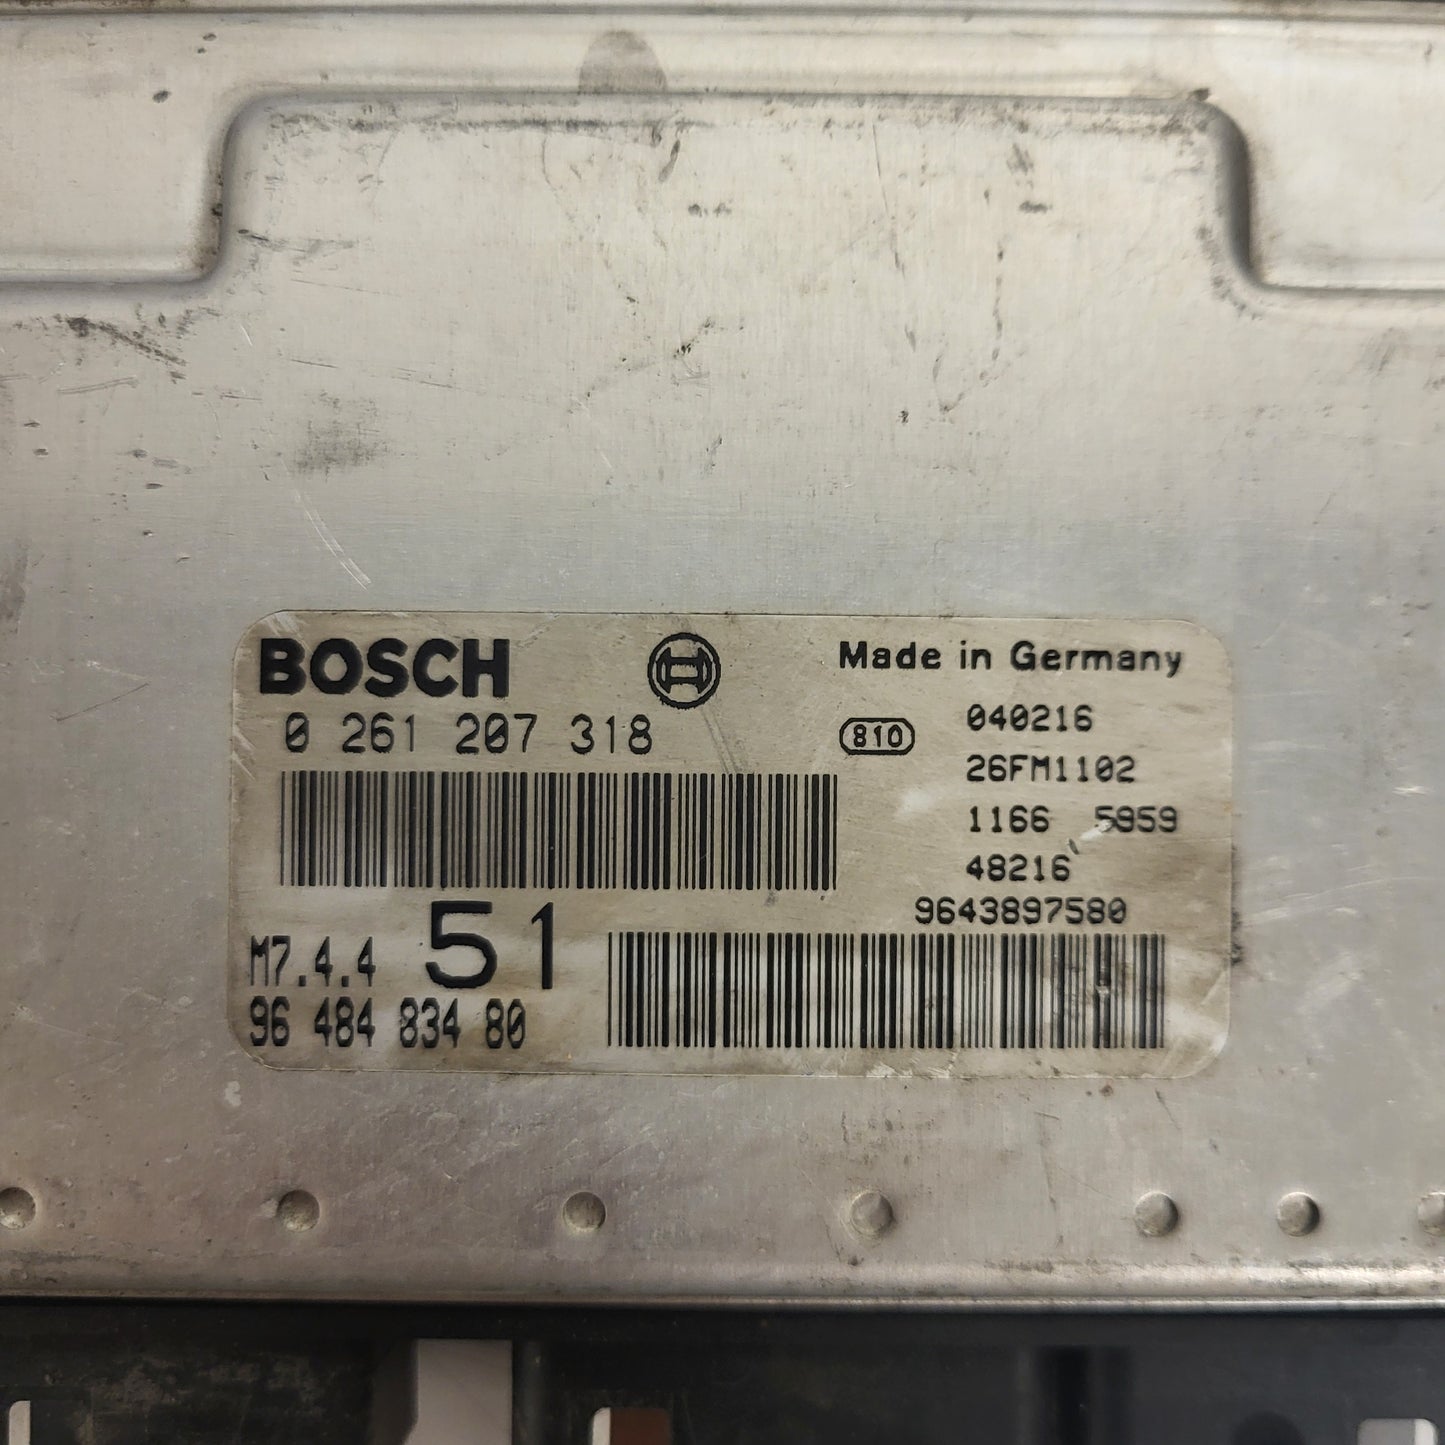 BOSCH
Made in Germany
0 261 207 318
810
040216
26FM1102
1166 5959
48216
9643897580
M7.4.4 51
96 484 834 80